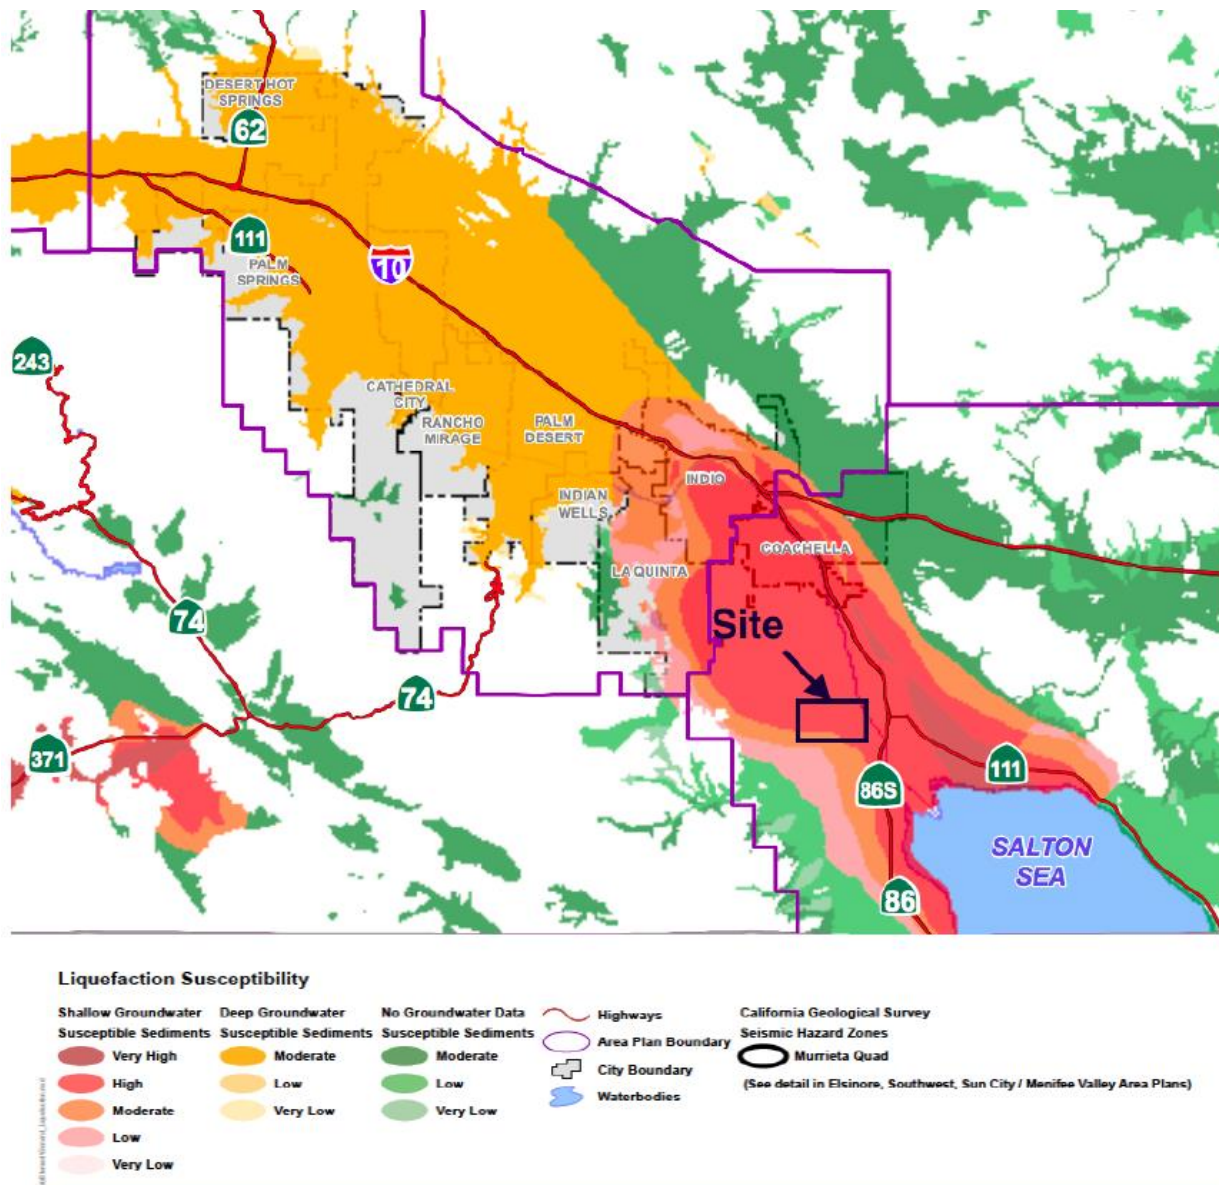 DESERT HOT
SPRINGS
62
111
PALM
SPRINGS
10
243
CATHEDRAL
CITY
RANCHO
MIRAGE
PALM
DESERT
INDIO
INDIAN
WELLS
COACHELLA
LA QUINTA
74
Site
74
371
111
86S
SALTON
SEA
86
Liquefaction Susceptibility
Shallow Groundwater
Susceptible Sediments
Very High
High
Moderate
Low
Very Low
Deep Groundwater
Susceptible Sediments
Moderate
Low
Very Low
No Groundwater Data
Susceptible Sediments
Moderate
Low
Very Low
Highways
Area Plan Boundary
City Boundary
Waterbodies
California Geological Survey
Seismic Hazard Zones
Murrieta Quad
(See detail in Elsinore, Southwest, Sun City / Menifee Valley Area Plans)